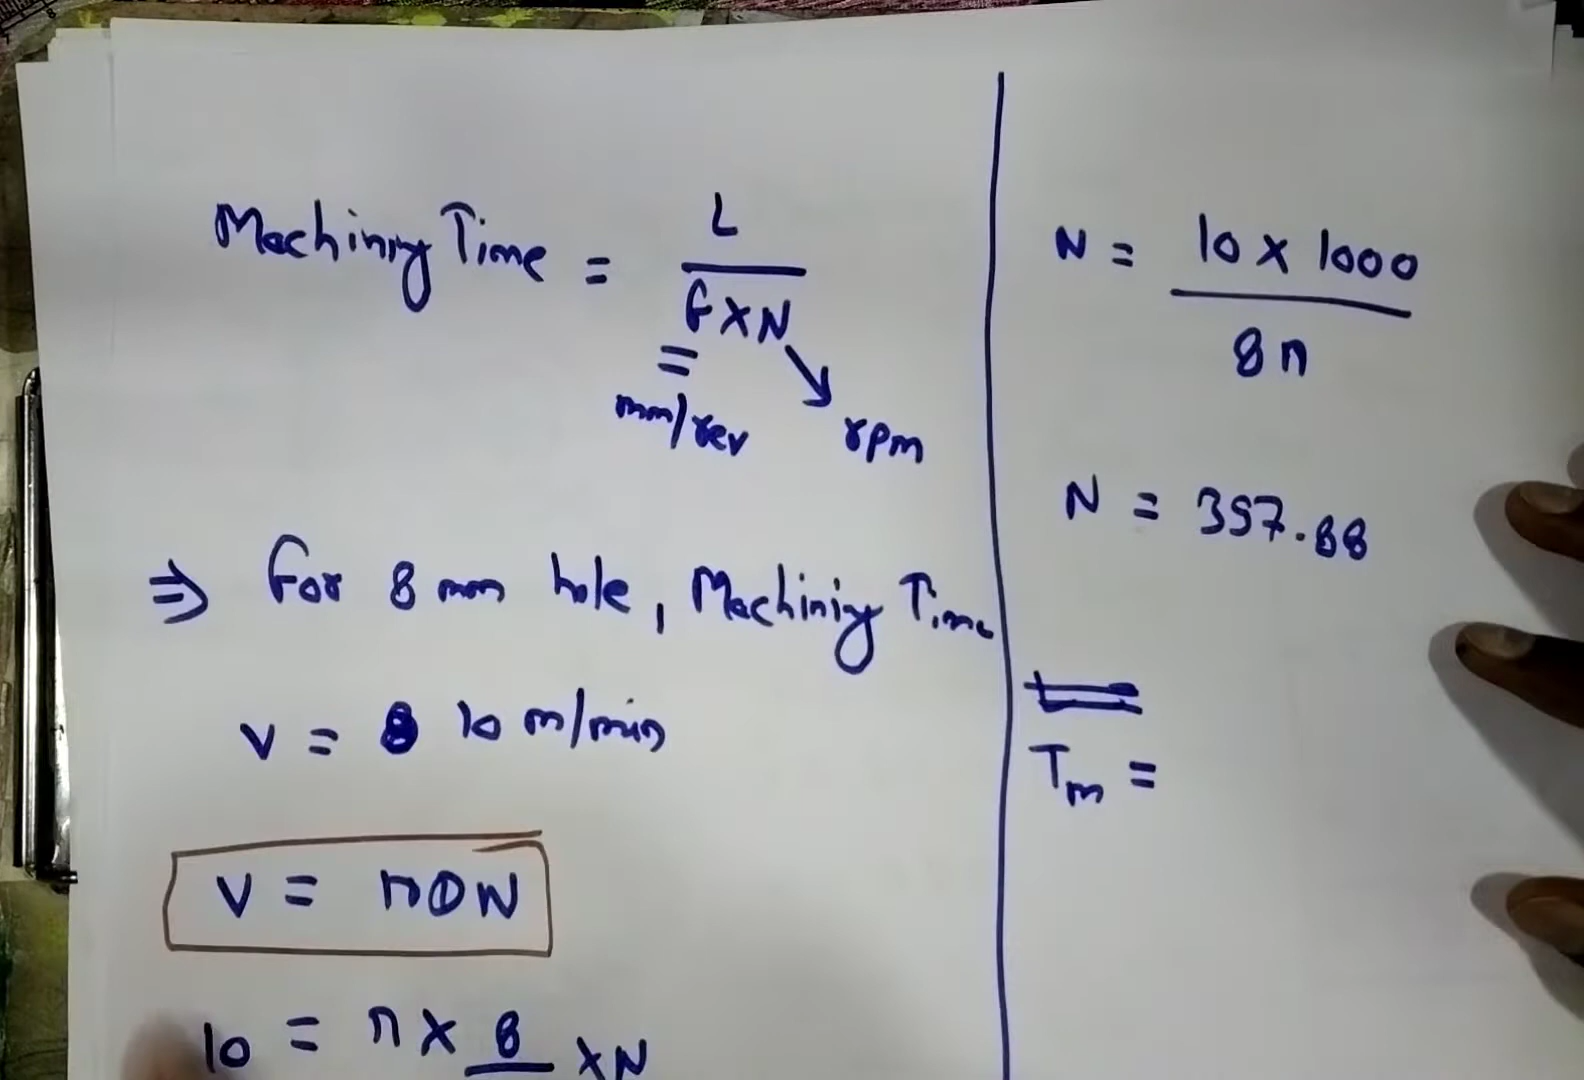 Machining Time = L / f×N
mm/rev
rpm
⇒ For 8 mm hole, Machining Time
V = 10 m/min
V = πDN
10 = π × 8 × N
N = 10 × 1000 / 8π
N = 397.88
Tm =